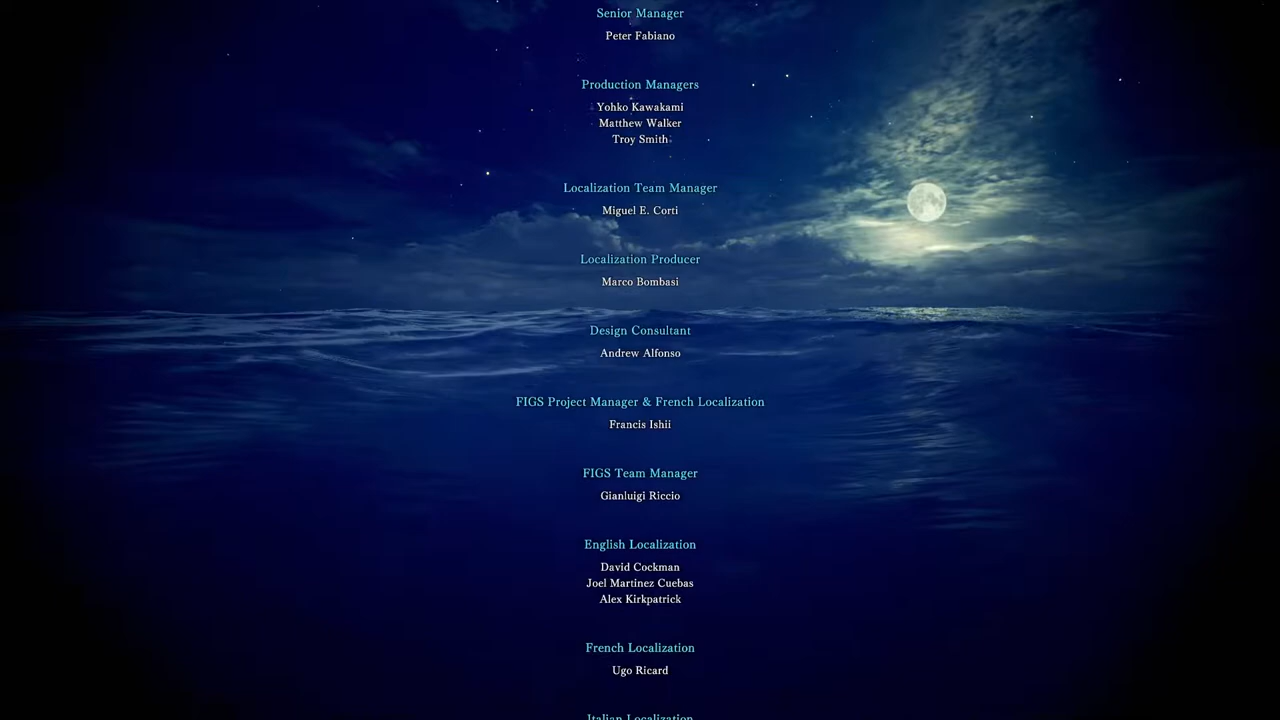 Senior Manager
Peter Fabiano
Production Managers
Yohko Kawakami
Matthew Walker
Troy Smith
Localization Team Manager
Miguel E. Corti
Localization Producer
Marco Bombasi
Design Consultant
Andrew Alfonso
FIGS Project Manager & French Localization
Francis Ishii
FIGS Team Manager
Gianluigi Riccio
English Localization
David Cockman
Joel Martinez Cuebas
Alex Kirkpatrick
French Localization
Ugo Ricard
Italian Localization